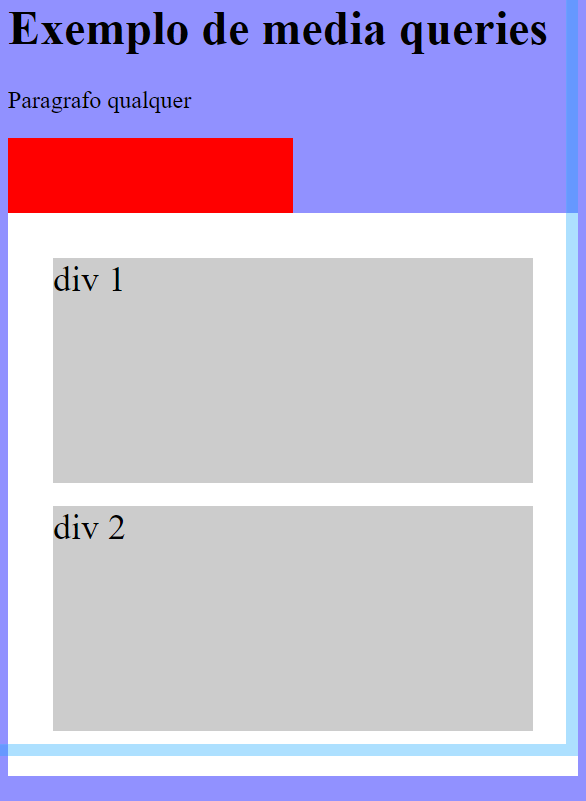 Exemplo de media queries
Paragrafo qualquer
div 1
div 2